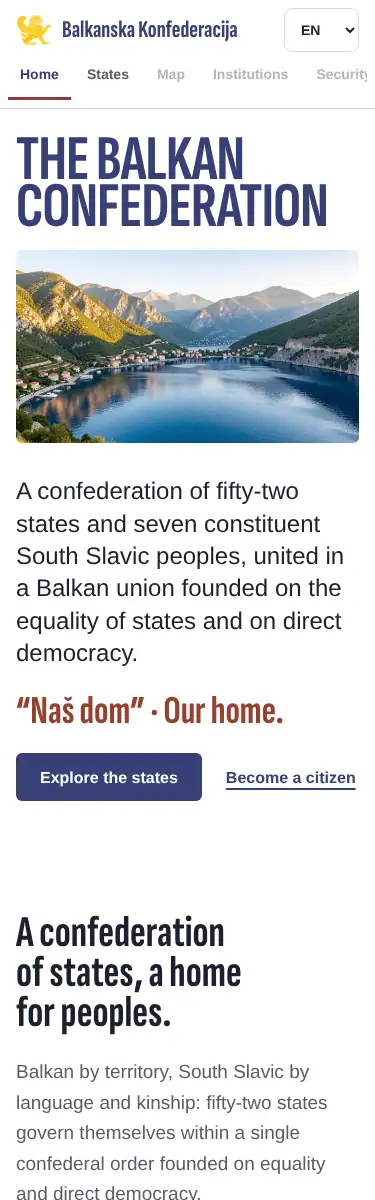 Balkanska Konfederacija
EN
Home States Map Institutions Security
THE BALKAN
CONFEDERATION
A confederation of fifty-two
states and seven constituent
South Slavic peoples, united in
a Balkan union founded on the
equality of states and on direct
democracy.
“Naš dom” · Our home.
Explore the states
Become a citizen
A confederation
of states, a home
for peoples.
Balkan by territory, South Slavic by
language and kinship: fifty-two states
govern themselves within a single
confederal order founded on equality
and direct democracy.